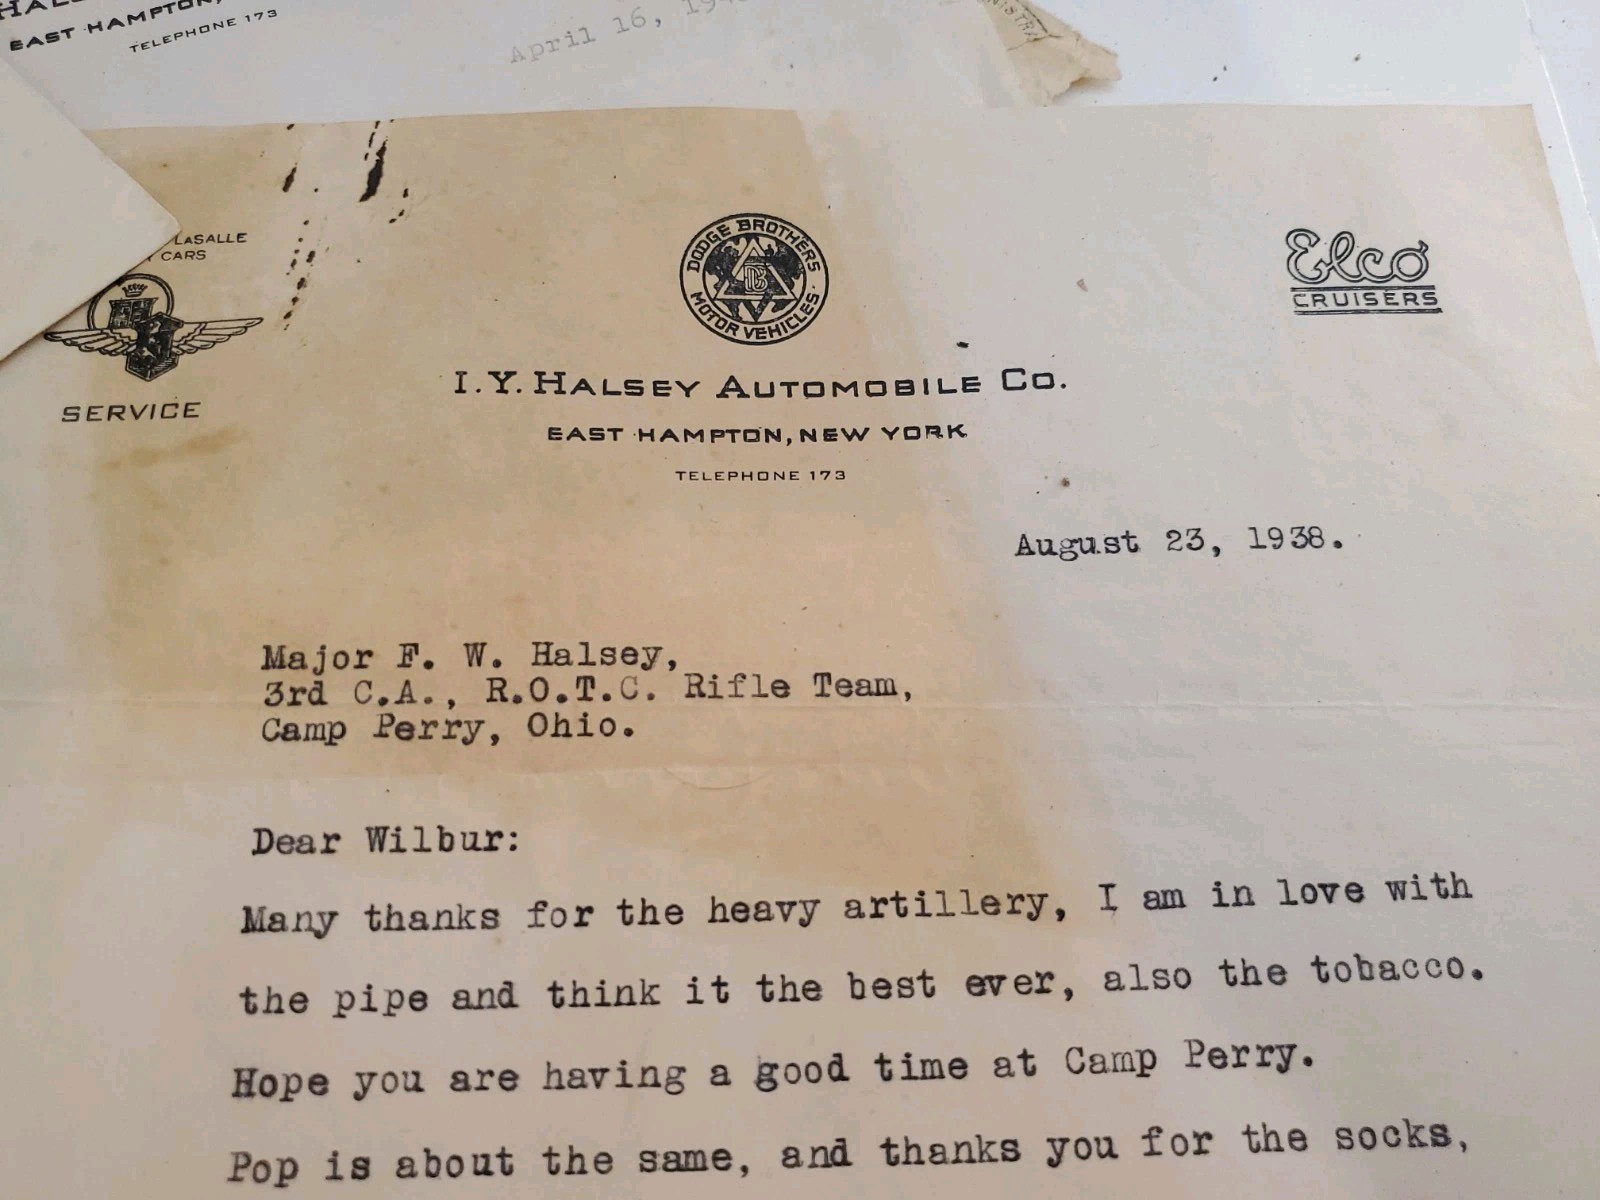 EAST HAMPTON,
TELEPHONE 173
April 16,
LASALLE
CARS
SERVICE
DODGE BROTHERS
DB
MOTOR VEHICLES
Elco
CRUISERS
I. Y. HALSEY AUTOMOBILE CO.
EAST HAMPTON, NEW YORK
TELEPHONE 173
August 23, 1938.
Major F. W. Halsey,
3rd C.A., R.O.T.C. Rifle Team,
Camp Perry, Ohio.
Dear Wilbur:
Many thanks for the heavy artillery, I am in love with
the pipe and think it the best ever, also the tobacco.
Hope you are having a good time at Camp Perry.
Pop is about the same, and thanks you for the socks,